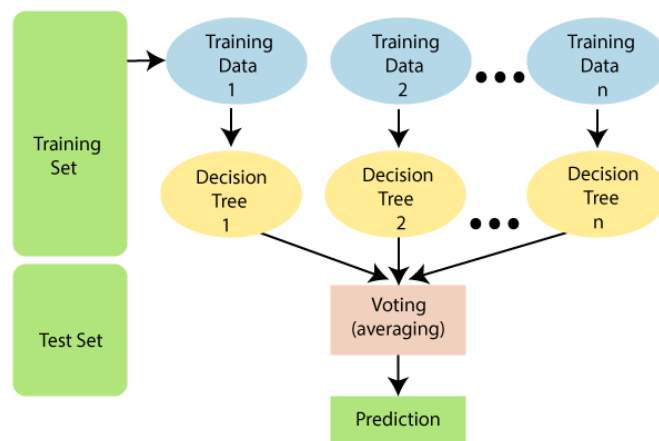 Training
Set
Test Set
Training
Data
1
Training
Data
2
Training
Data
n
Decision
Tree
1
Decision
Tree
2
Decision
Tree
n
Voting
(averaging)
Prediction